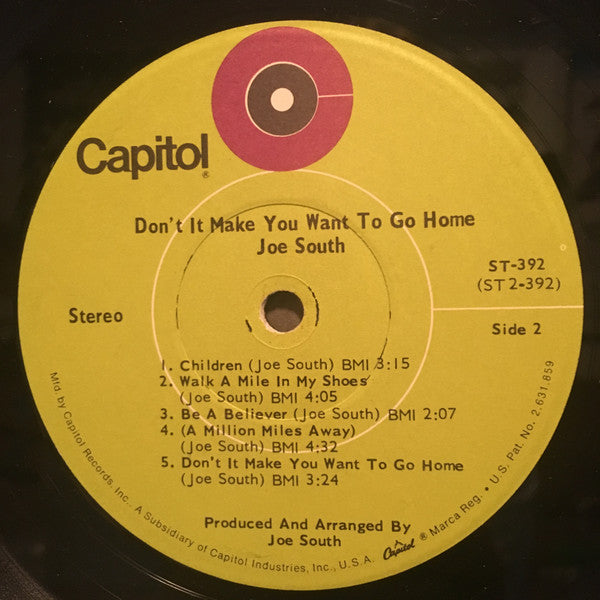 Capitol®
Don't It Make You Want To Go Home
Joe South
ST-392
(ST2-392)
Stereo
Side 2
1. Children (Joe South) BMI 3:15
2. Walk A Mile In My Shoes
(Joe South) BMI 4:05
3. Be A Believer (Joe South) BMI 2:07
4. (A Million Miles Away)
(Joe South) BMI 4:32
5. Don't It Make You Want To Go Home
(Joe South) BMI 3:24
Produced And Arranged By
Joe South
Mfd. by Capitol Records, Inc., A Subsidiary of Capitol Industries, Inc., U.S.A. Capitol ® Marca Reg. • U.S. Pat. No. 2,631,859